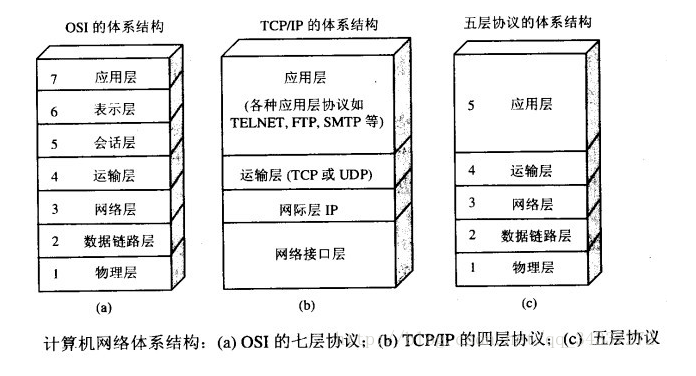 OSI 的体系结构
7 应用层
6 表示层
5 会话层
4 运输层
3 网络层
2 数据链路层
1 物理层
(a)
TCP/IP 的体系结构
应用层
(各种应用层协议如
TELNET, FTP, SMTP 等)
运输层 (TCP 或 UDP)
网际层 IP
网络接口层
(b)
五层协议的体系结构
5 应用层
4 运输层
3 网络层
2 数据链路层
1 物理层
(c)
计算机网络体系结构：(a) OSI 的七层协议；(b) TCP/IP 的四层协议；(c) 五层协议